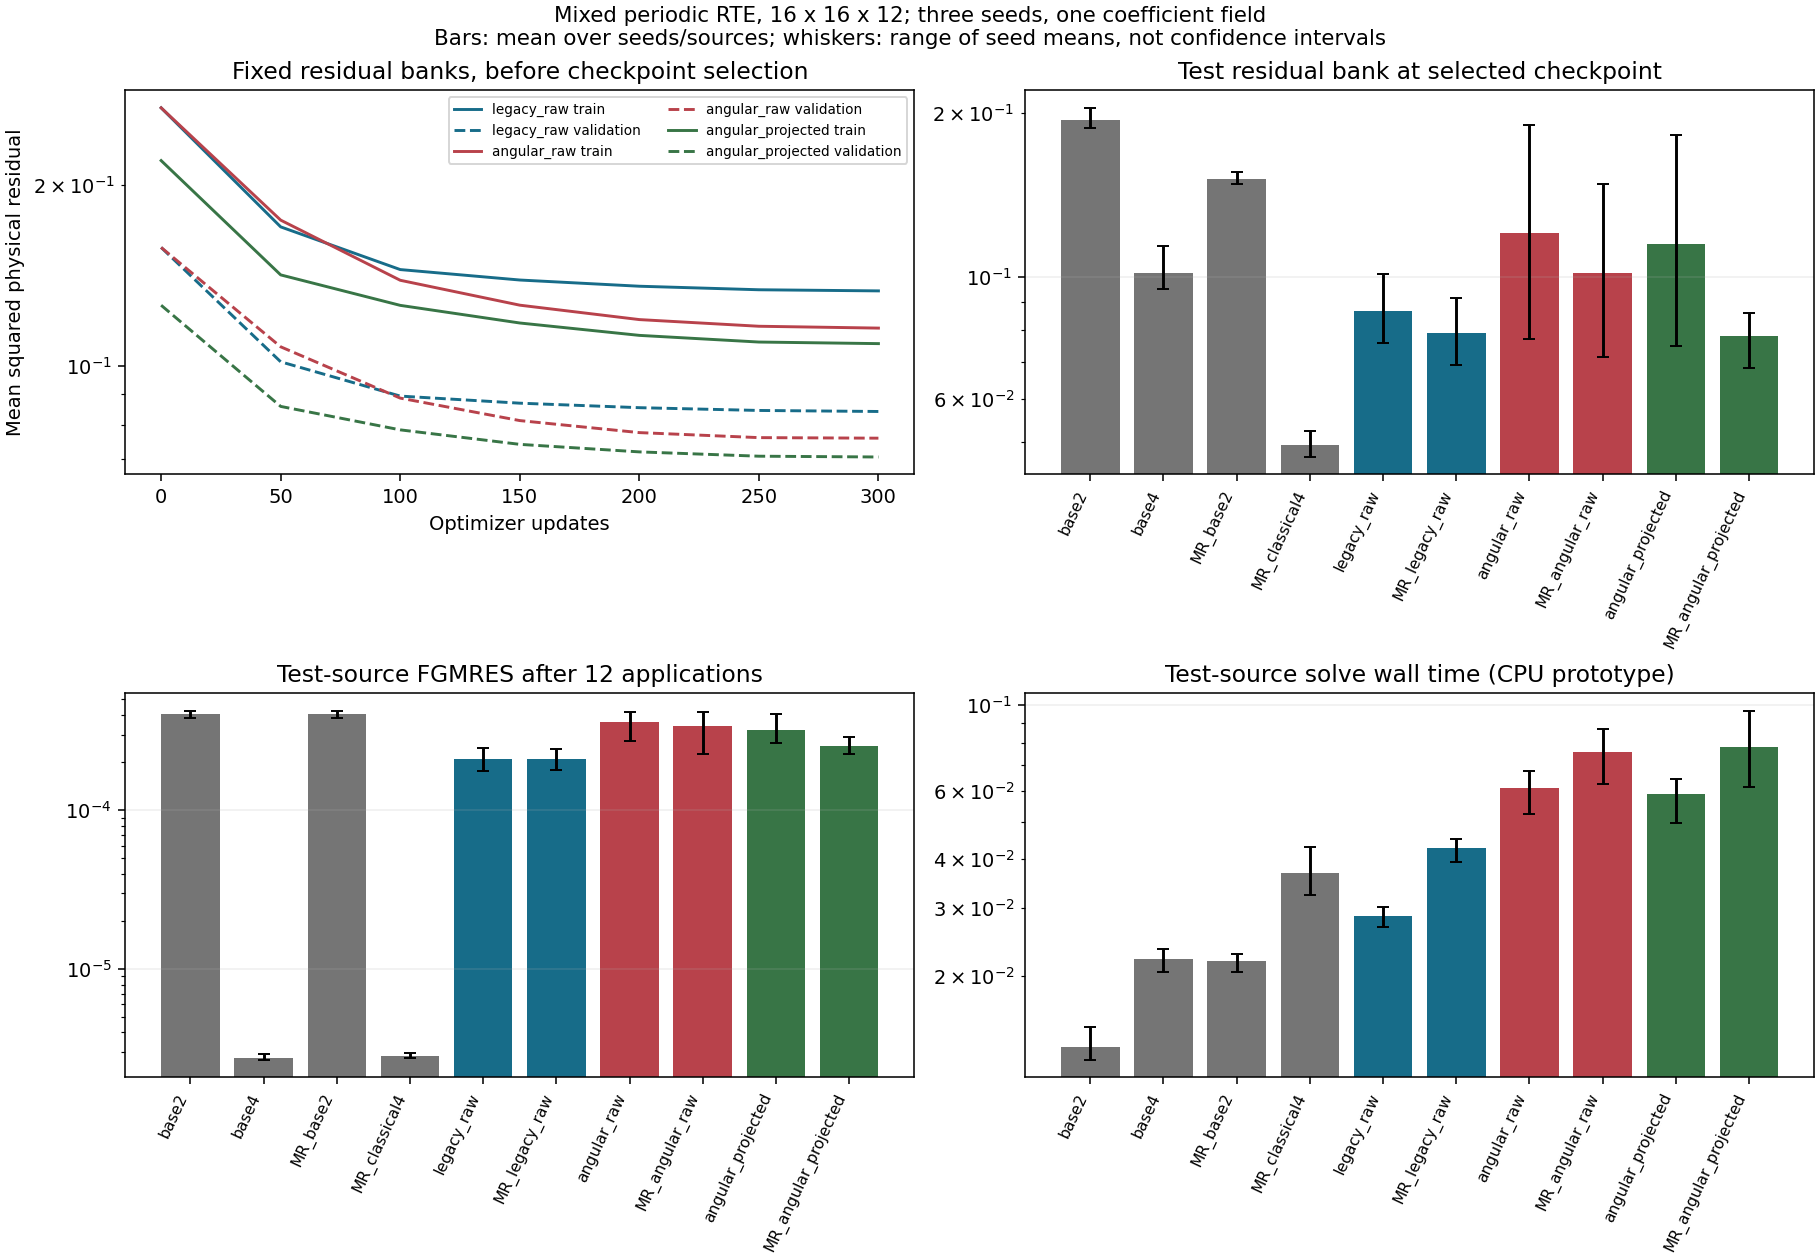 Mixed periodic RTE, 16 x 16 x 12; three seeds, one coefficient field
Bars: mean over seeds/sources; whiskers: range of seed means, not confidence intervals
Fixed residual banks, before checkpoint selection
Mean squared physical residual
2 × 10⁻¹
10⁻¹
legacy_raw train
legacy_raw validation
angular_raw train
angular_raw validation
angular_projected train
angular_projected validation
0 50 100 150 200 250 300
Optimizer updates
Test residual bank at selected checkpoint
2 × 10⁻¹
10⁻¹
6 × 10⁻²
base2
base4
MR_base2
MR_classical4
legacy_raw
MR_legacy_raw
angular_raw
MR_angular_raw
angular_projected
MR_angular_projected
Test-source FGMRES after 12 applications
10⁻⁴
10⁻⁵
base2
base4
MR_base2
MR_classical4
legacy_raw
MR_legacy_raw
angular_raw
MR_angular_raw
angular_projected
MR_angular_projected
Test-source solve wall time (CPU prototype)
10⁻¹
6 × 10⁻²
4 × 10⁻²
3 × 10⁻²
2 × 10⁻²
base2
base4
MR_base2
MR_classical4
legacy_raw
MR_legacy_raw
angular_raw
MR_angular_raw
angular_projected
MR_angular_projected